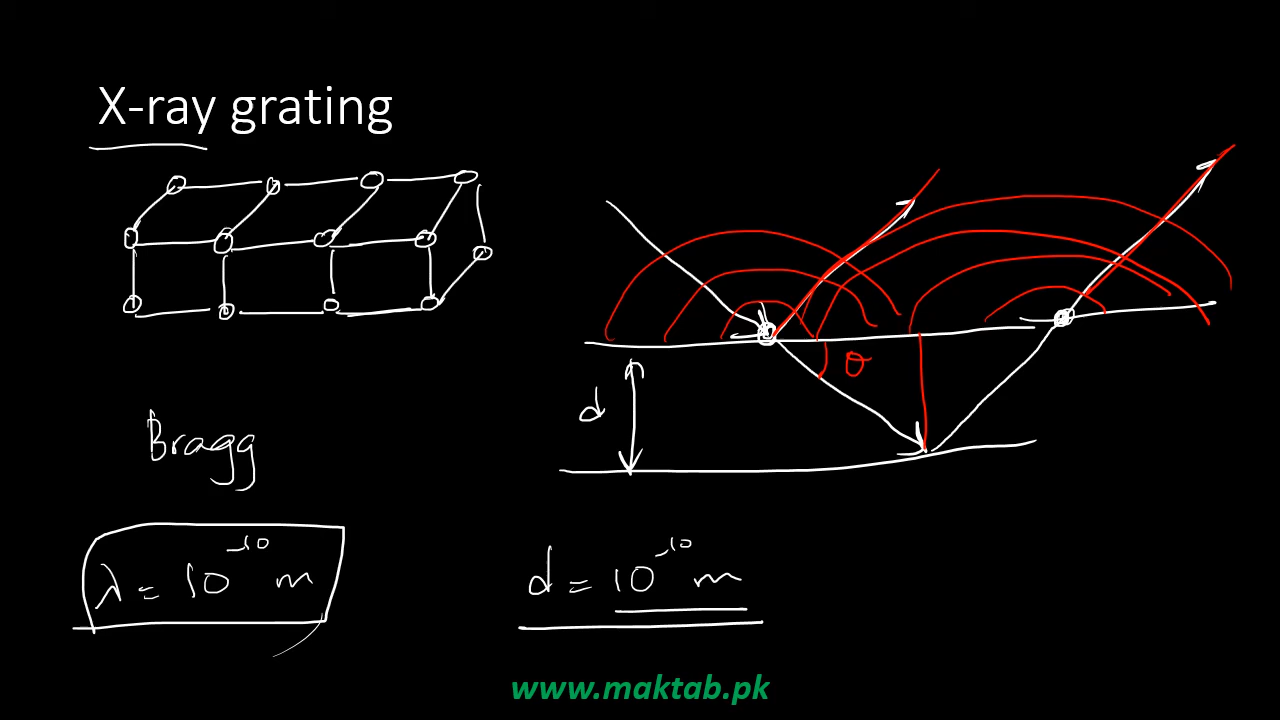 X-ray grating
θ
d
Bragg
λ = 10⁻¹⁰ m
d = 10⁻¹⁰ m
www.maktab.pk